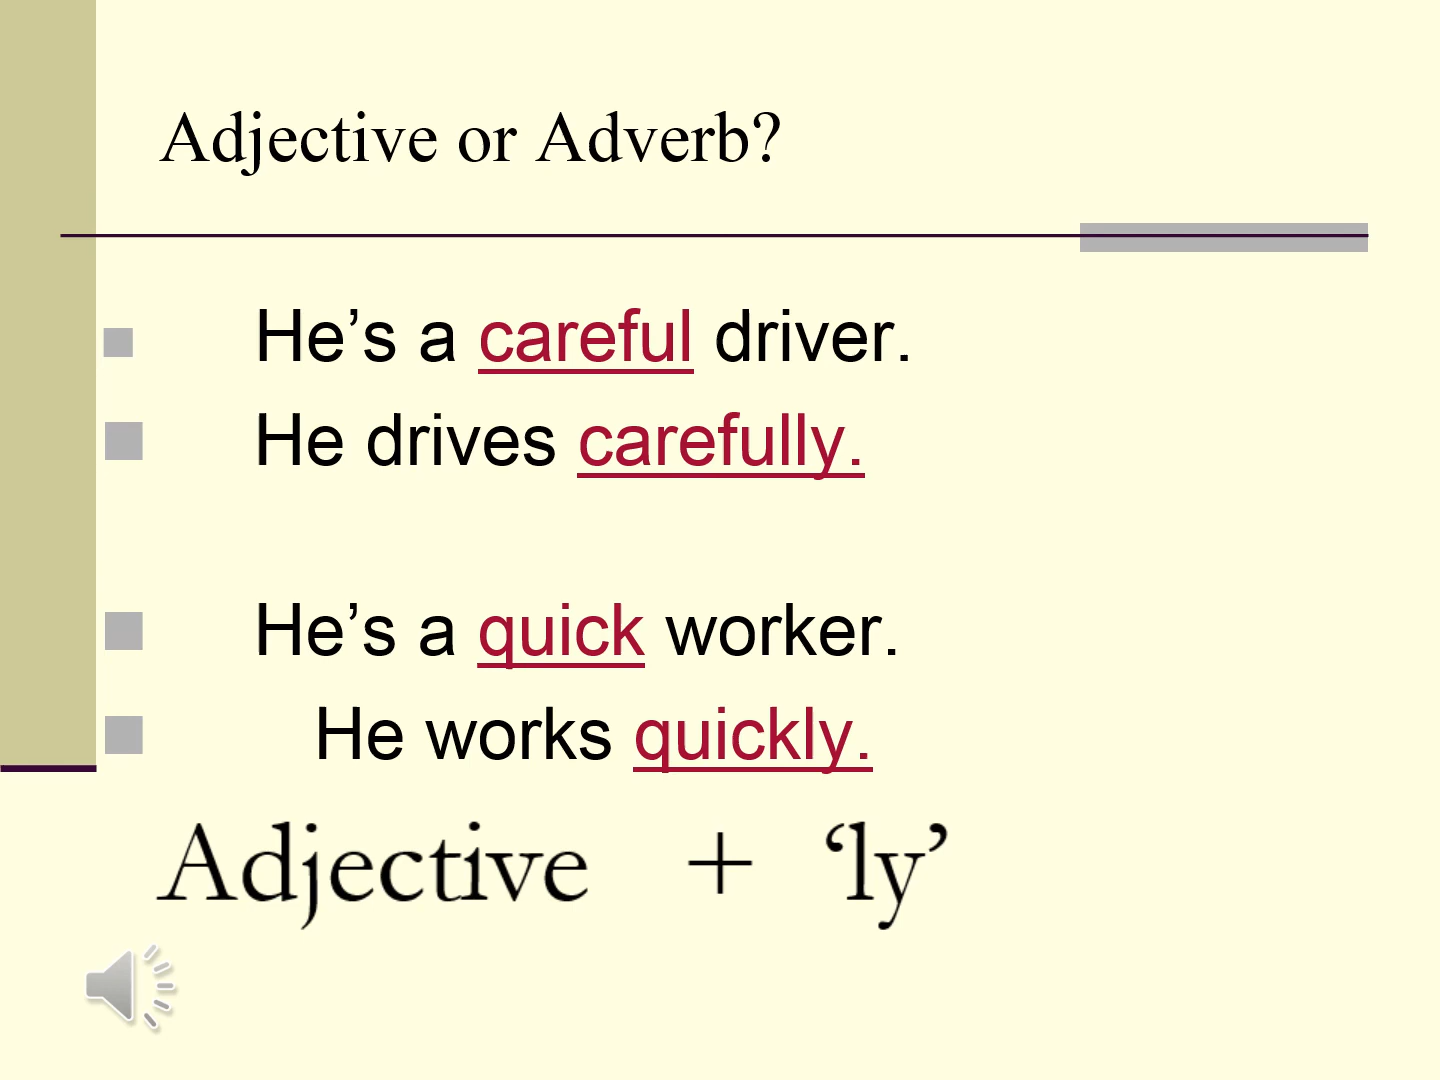 Adjective or Adverb?
He’s a careful driver.
He drives carefully.
He’s a quick worker.
He works quickly.
Adjective + ‘ly’